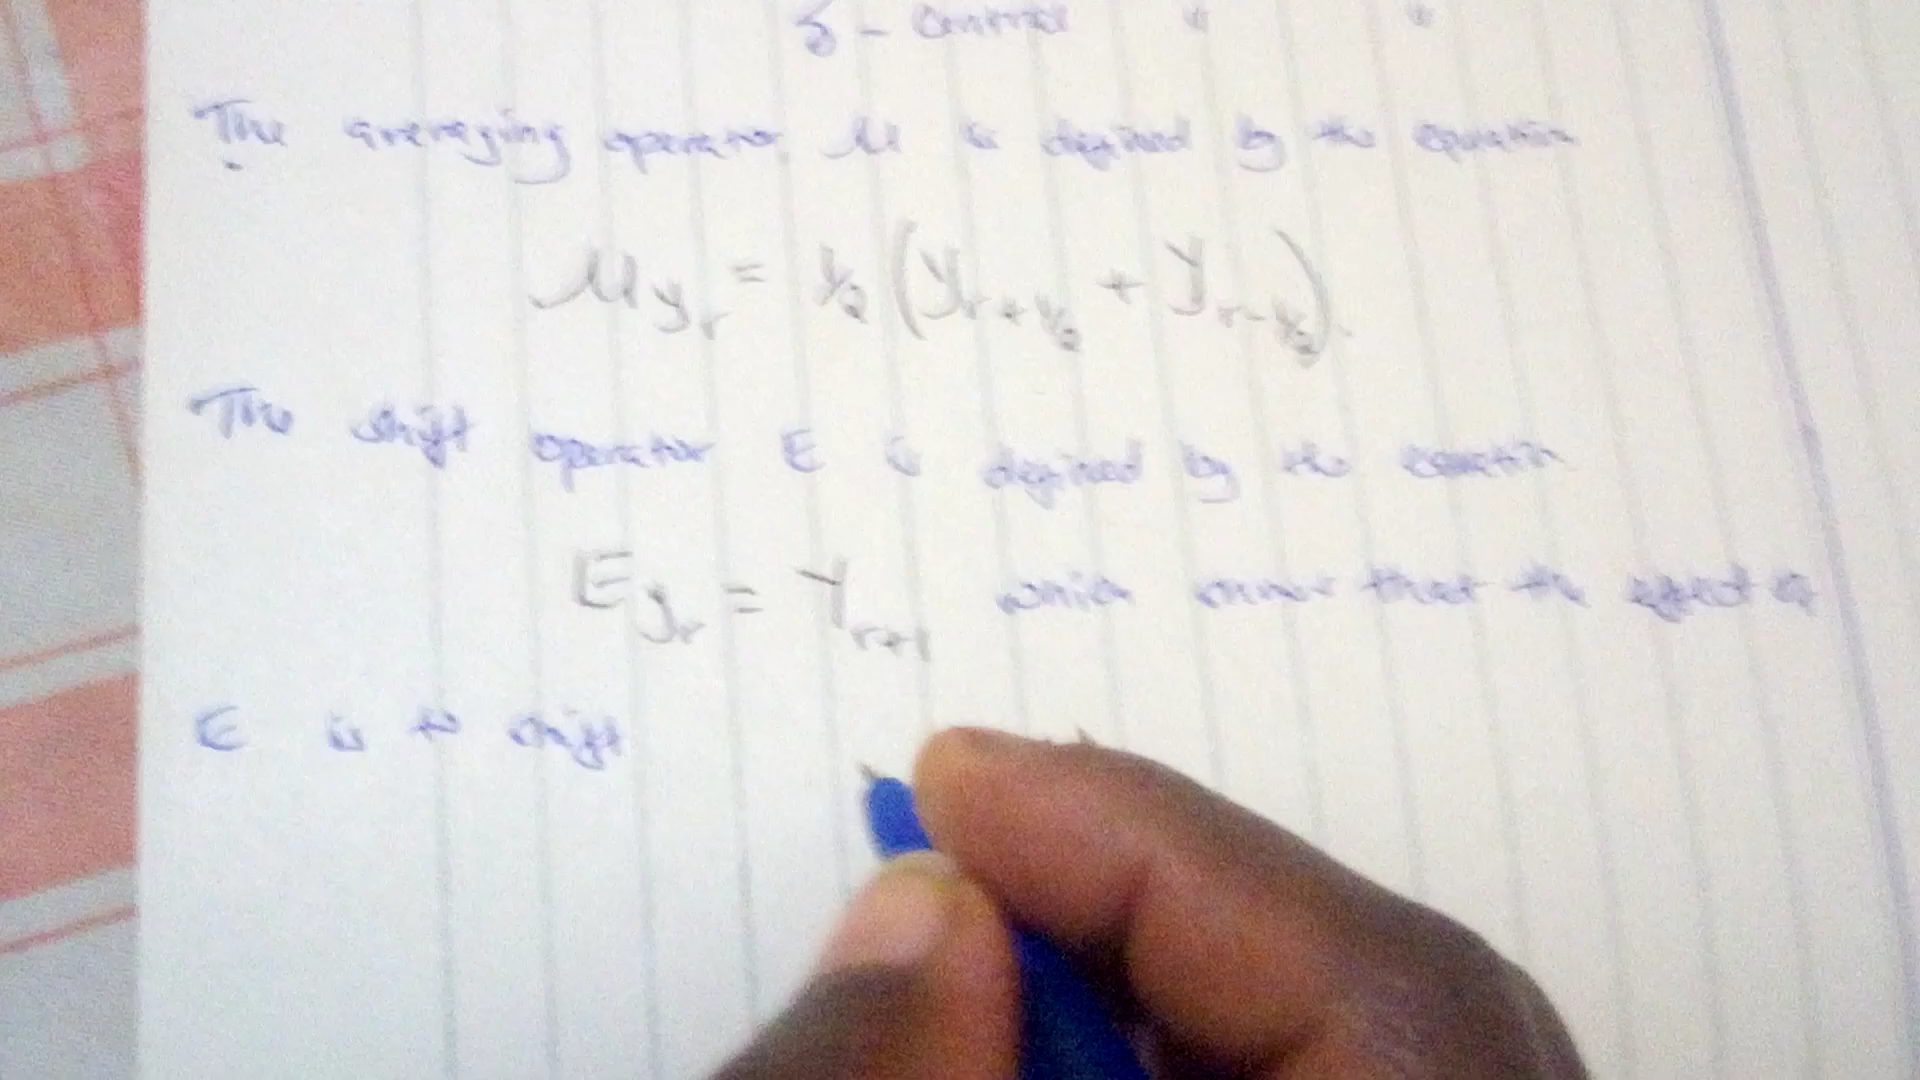 δ - central " "
The averaging operator μ is defined by the equation
μy_r = 1/2 (y_{r+1/2} + y_{r-1/2}).
The shift operator E is defined by the equation
Ey_r = y_{r+1} which that the effect of
E is to shift